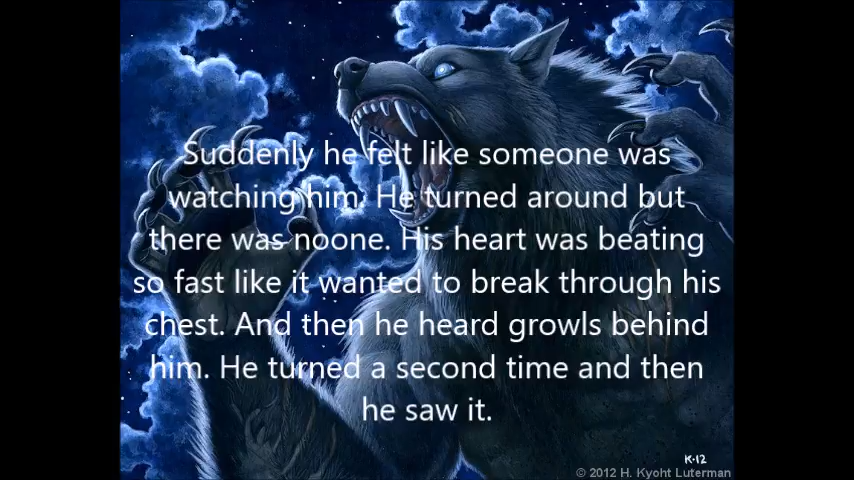 Suddenly he felt like someone was
watching him. He turned around but
there was noone. His heart was beating
so fast like it wanted to break through his
chest. And then he heard growls behind
him. He turned a second time and then
he saw it.
K·12
© 2012 H. Kyoht Luterman